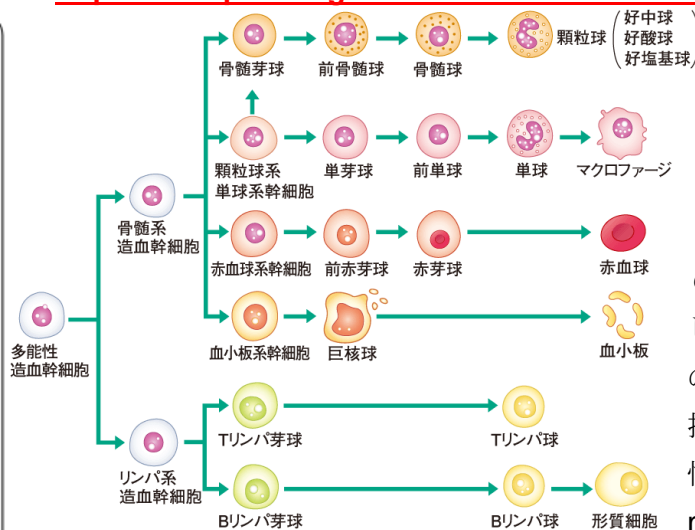 骨髄芽球
前骨髄球
骨髄球
顆粒球
好中球
好酸球
好塩基球
顆粒球系
単球系幹細胞
単芽球
前単球
単球
マクロファージ
骨髄系
造血幹細胞
赤血球系幹細胞
前赤芽球
赤芽球
赤血球
多能性
造血幹細胞
血小板系幹細胞
巨核球
血小板
Tリンパ芽球
Tリンパ球
リンパ系
造血幹細胞
Bリンパ芽球
Bリンパ球
形質細胞